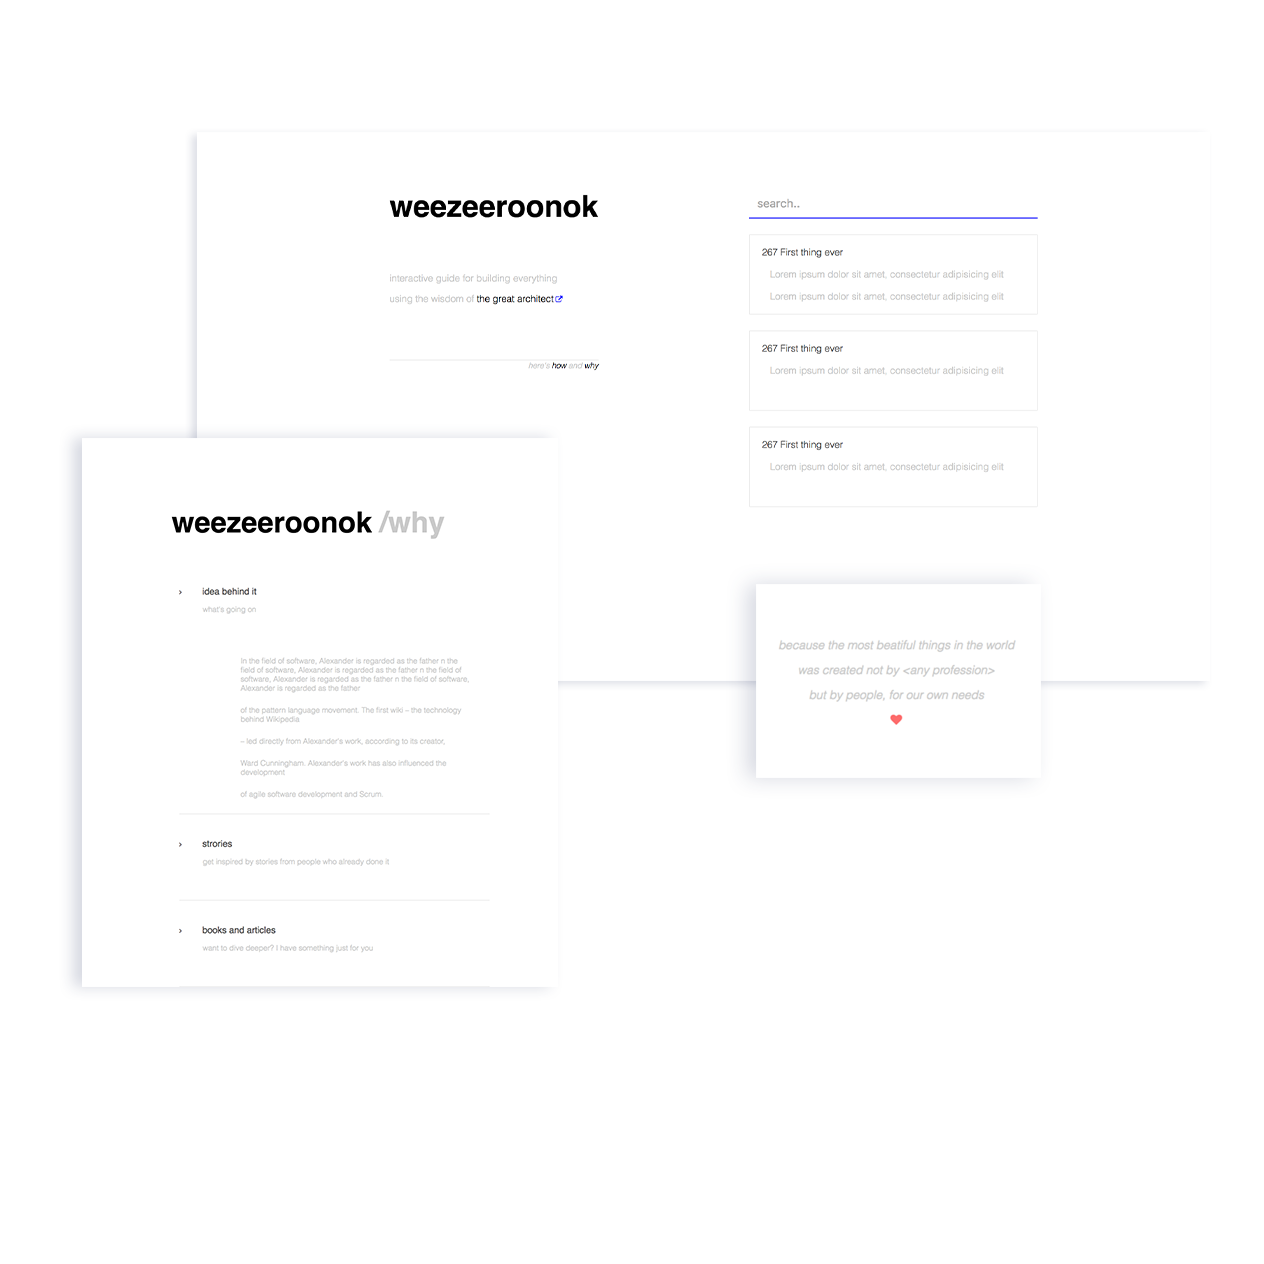 weezeeroonok
interactive guide for building everything
using the wisdom of the great architect
here's how and why
search..
267 First thing ever
Lorem ipsum dolor sit amet, consectetur adipisicing elit
Lorem ipsum dolor sit amet, consectetur adipisicing elit
267 First thing ever
Lorem ipsum dolor sit amet, consectetur adipisicing elit
267 First thing ever
Lorem ipsum dolor sit amet, consectetur adipisicing elit
weezeeroonok /why
idea behind it
what's going on
In the field of software, Alexander is regarded as the father n the
field of software, Alexander is regarded as the father n the field of
software, Alexander is regarded as the father n the field of software,
Alexander is regarded as the father
of the pattern language movement. The first wiki – the technology
behind Wikipedia
– led directly from Alexander's work, according to its creator,
Ward Cunningham. Alexander's work has also influenced the
development
of agile software development and Scrum.
strories
get inspired by stories from people who already done it
books and articles
want to dive deeper? I have something just for you
because the most beatiful things in the world
was created not by <any profession>
but by people, for our own needs